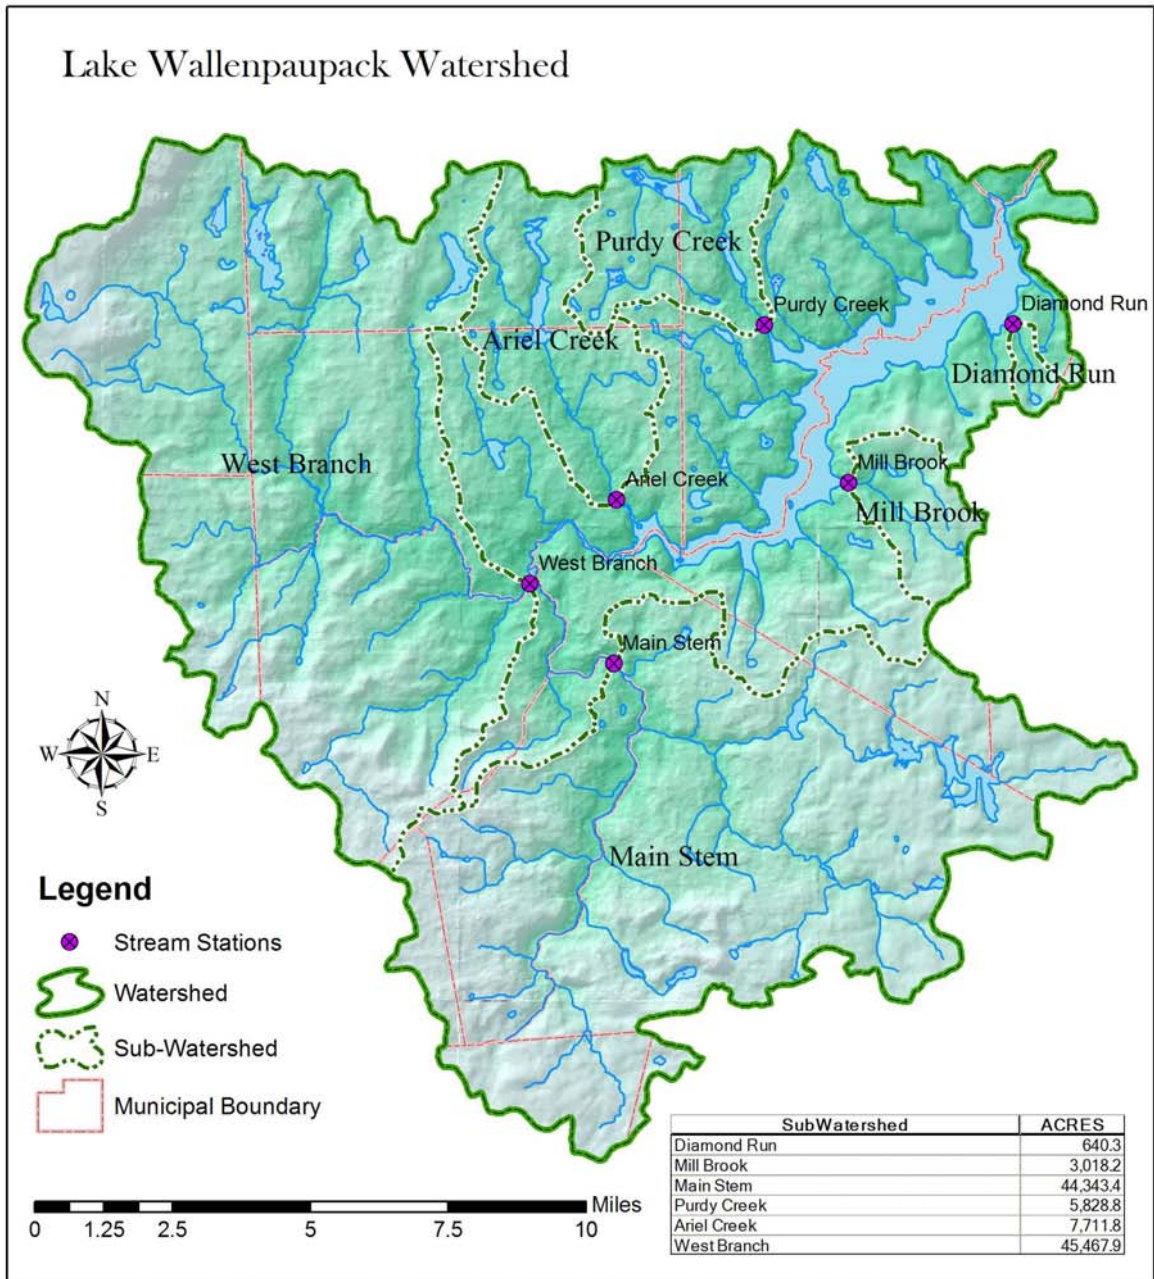 Lake Wallenpaupack Watershed
Purdy Creek
Purdy Creek
Diamond Run
Ariel Creek
Diamond Run
West Branch
Mill Brook
Ariel Creek
Mill Brook
West Branch
Main Stem
N
W E
S
Main Stem
Legend
Stream Stations
Watershed
Sub-Watershed
Municipal Boundary
SubWatershed ACRES
Diamond Run 640.3
Mill Brook 3,018.2
Main Stem 44,343.4
Purdy Creek 5,828.8
Ariel Creek 7,711.8
West Branch 45,467.9
Miles
0 1.25 2.5 5 7.5 10